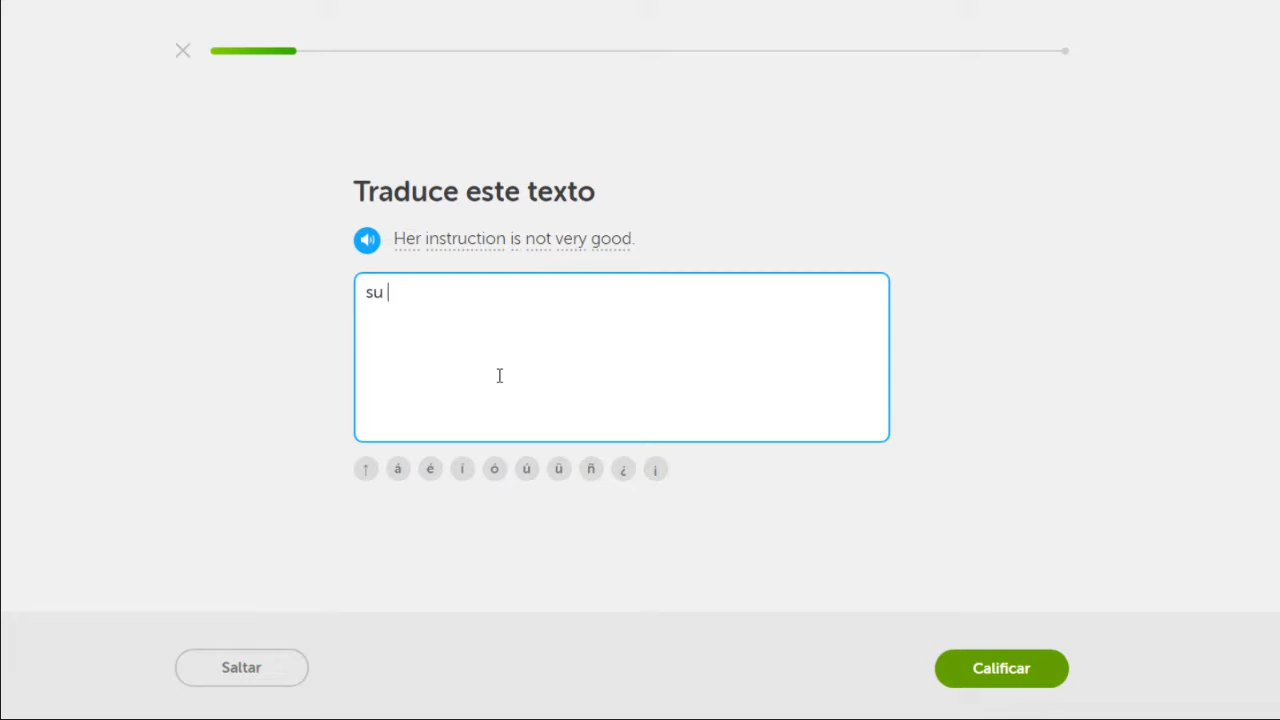 Traduce este texto
Her instruction is not very good.
su
↑ á é í ó ú ü ñ ¿ ¡
Saltar
Calificar